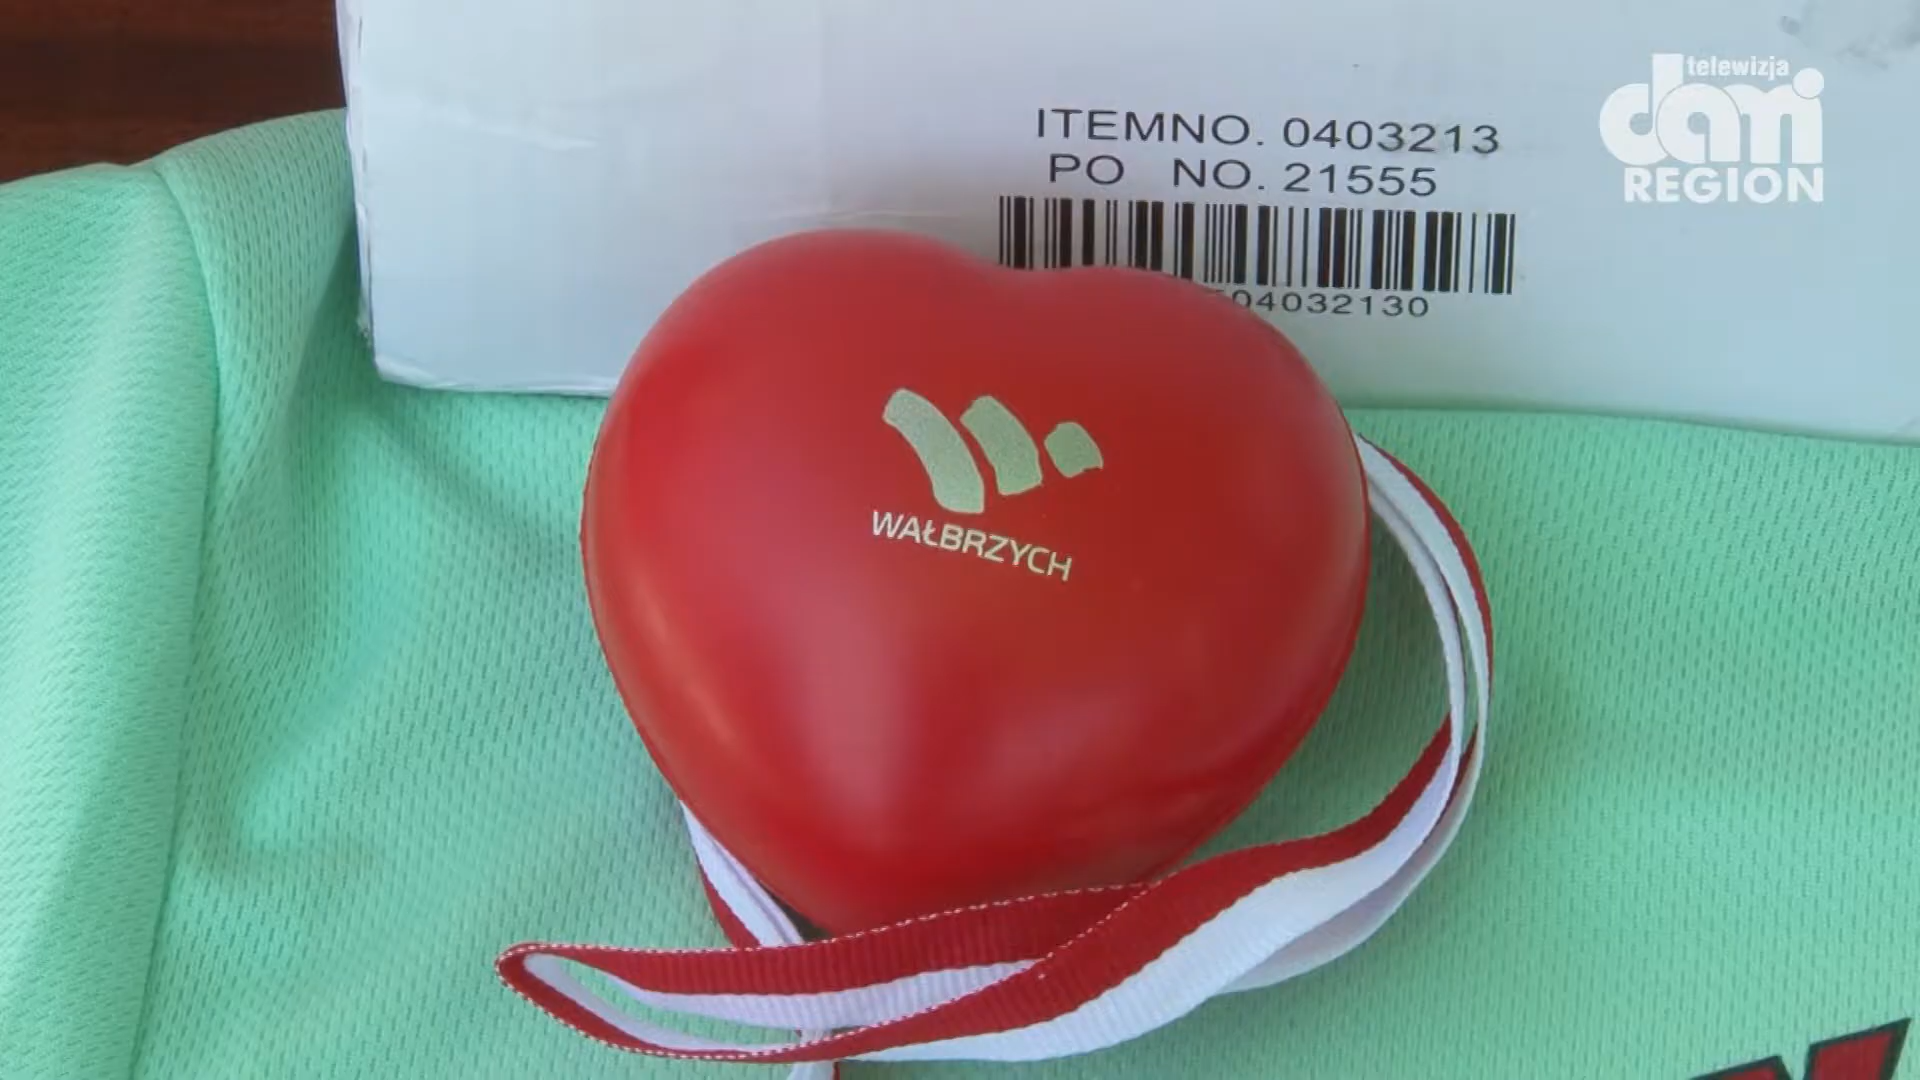 telewizja
dami
REGION
ITEMNO. 0403213
PO NO. 21555
04032130
WAŁBRZYCH